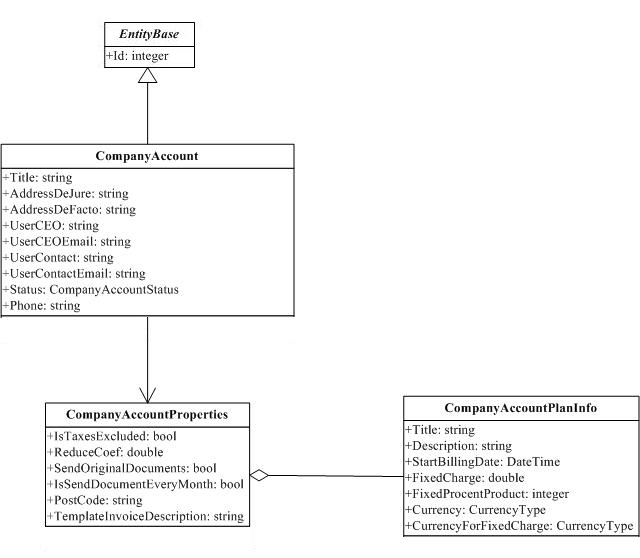 EntityBase
+Id: integer
CompanyAccount
+Title: string
+AddressDeJure: string
+AddressDeFacto: string
+UserCEO: string
+UserCEOEmail: string
+UserContact: string
+UserContactEmail: string
+Status: CompanyAccountStatus
+Phone: string
CompanyAccountProperties
+IsTaxesExcluded: bool
+ReduceCoef: double
+SendOriginalDocuments: bool
+IsSendDocumentEveryMonth: bool
+PostCode: string
+TemplateInvoiceDescription: string
CompanyAccountPlanInfo
+Title: string
+Description: string
+StartBillingDate: DateTime
+FixedCharge: double
+FixedProcentProduct: integer
+Currency: CurrencyType
+CurrencyForFixedCharge: CurrencyType